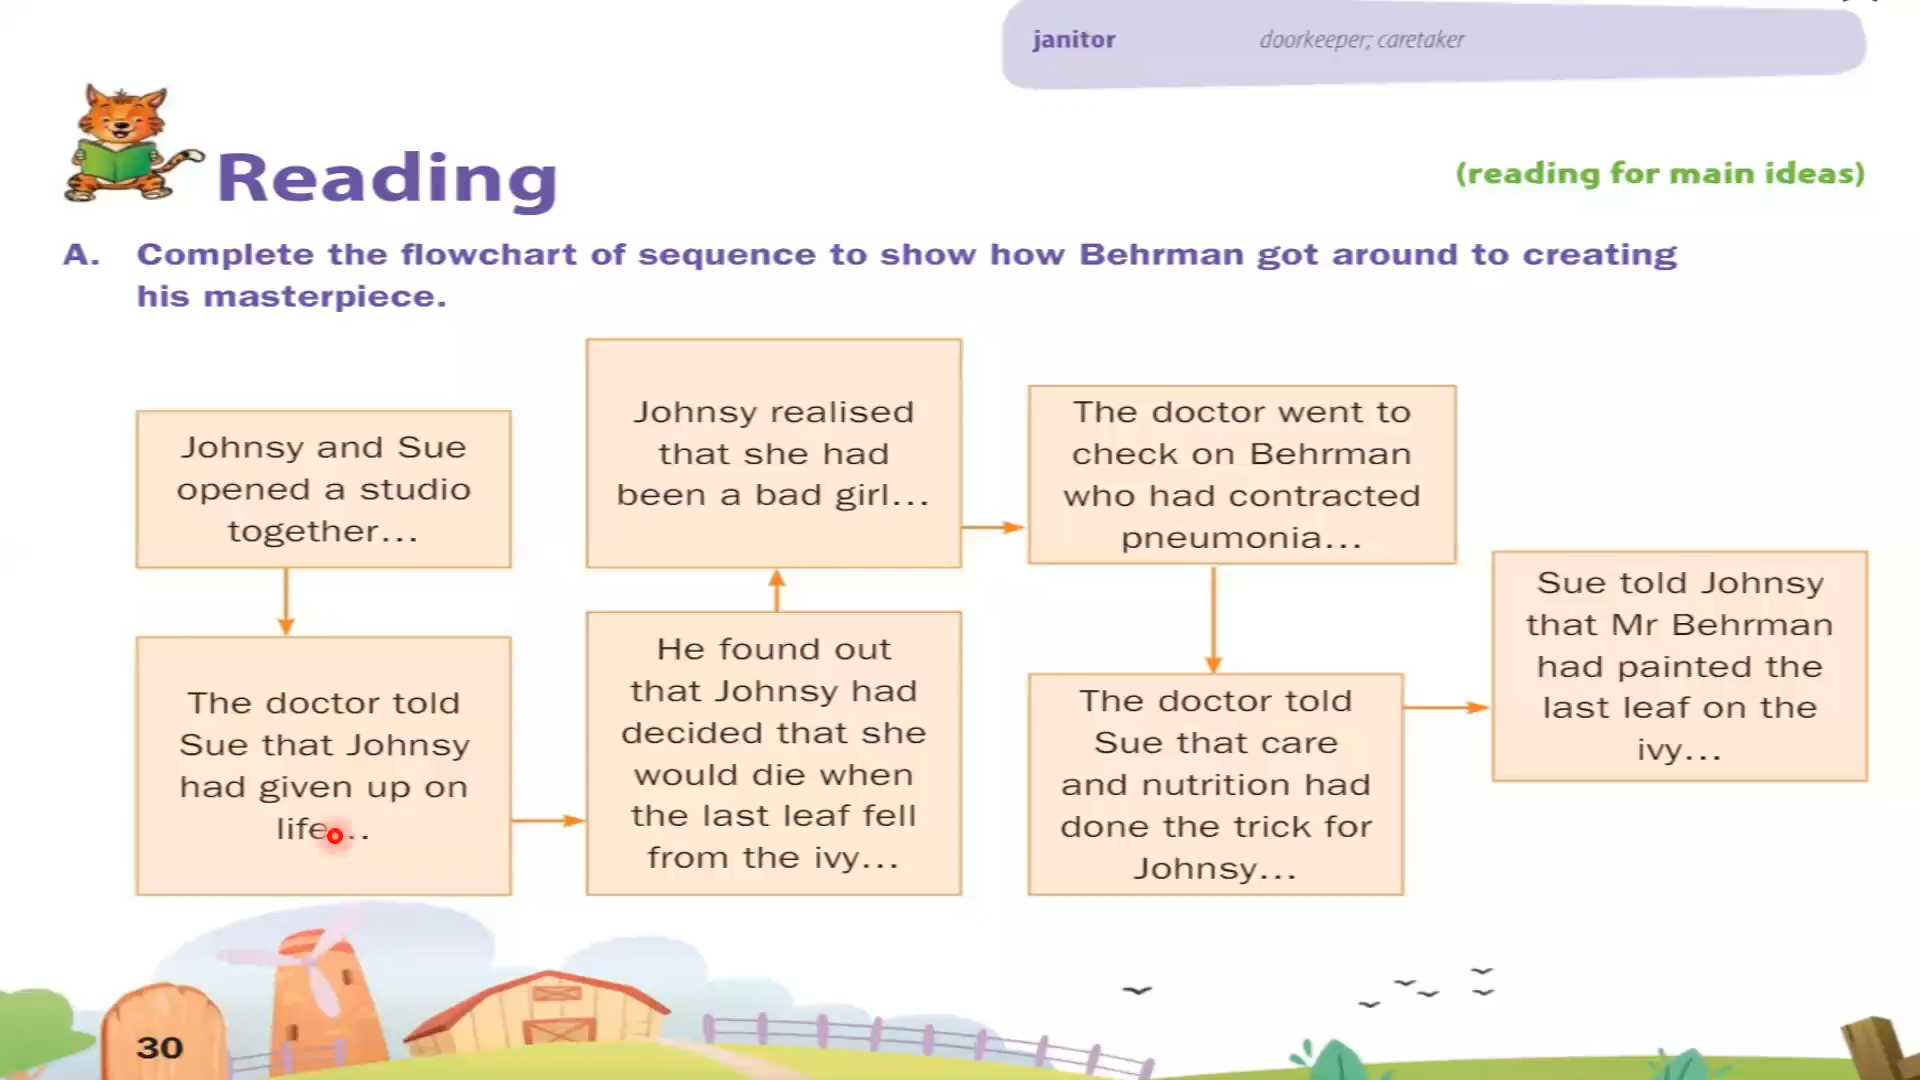 janitor doorkeeper; caretaker
Reading
(reading for main ideas)
A. Complete the flowchart of sequence to show how Behrman got around to creating
his masterpiece.
Johnsy and Sue
opened a studio
together...
The doctor told
Sue that Johnsy
had given up on
life...
He found out
that Johnsy had
decided that she
would die when
the last leaf fell
from the ivy...
Johnsy realised
that she had
been a bad girl...
The doctor went to
check on Behrman
who had contracted
pneumonia...
The doctor told
Sue that care
and nutrition had
done the trick for
Johnsy...
Sue told Johnsy
that Mr Behrman
had painted the
last leaf on the
ivy...
30